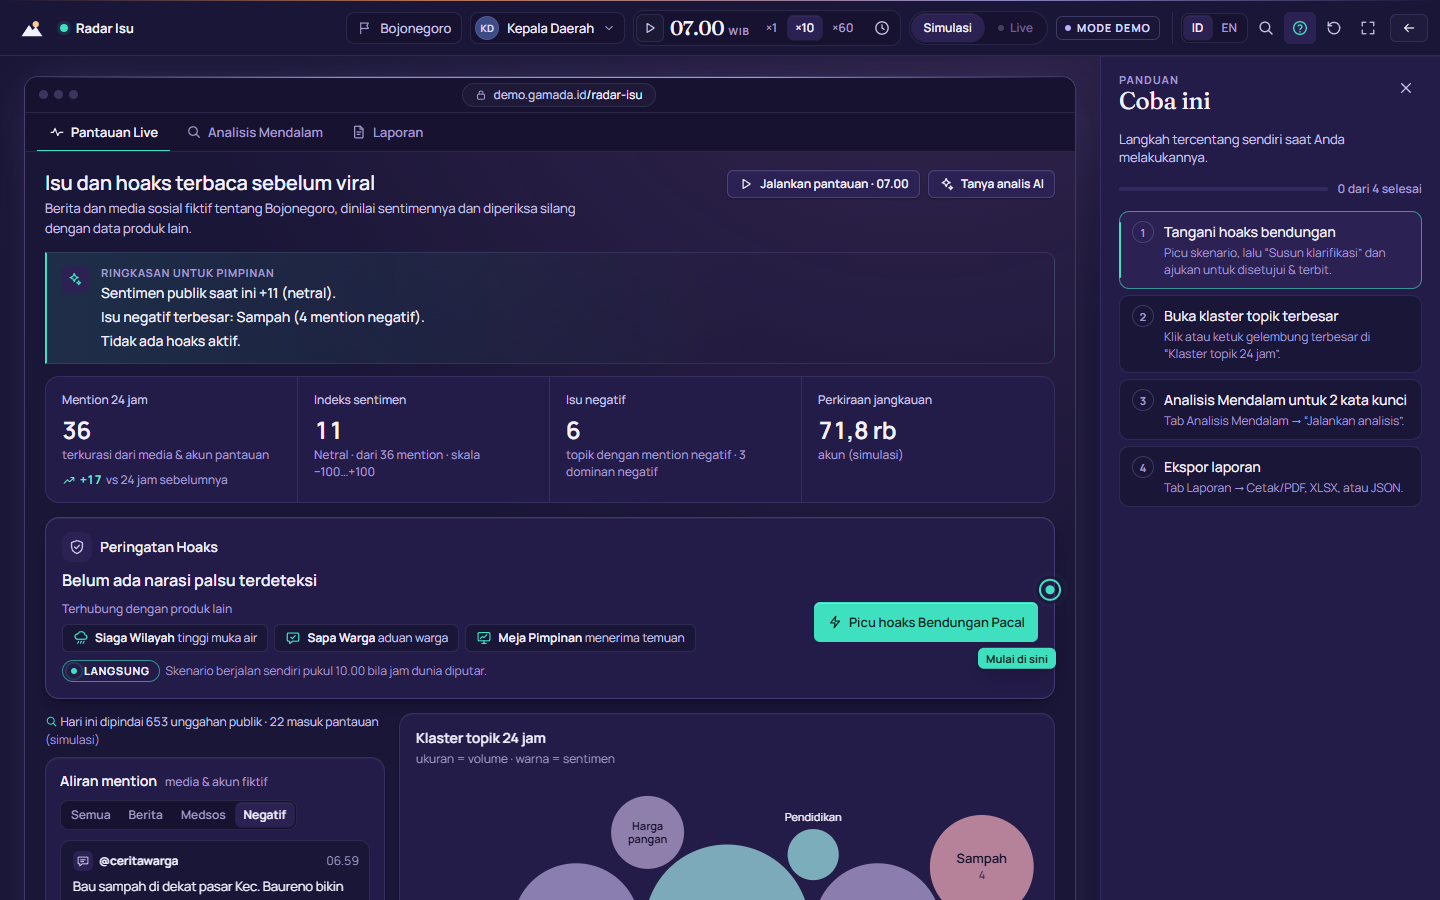 Radar Isu
Bojonegoro
KD
Kepala Daerah
07.00 WIB
×1
×10
×60
Simulasi
Live
MODE DEMO
ID
EN
demo.gamada.id/radar-isu
Pantauan Live
Analisis Mendalam
Laporan
Isu dan hoaks terbaca sebelum viral
Berita dan media sosial fiktif tentang Bojonegoro, dinilai sentimennya dan diperiksa silang
dengan data produk lain.
Jalankan pantauan · 07.00
Tanya analis AI
RINGKASAN UNTUK PIMPINAN
Sentimen publik saat ini +11 (netral).
Isu negatif terbesar: Sampah (4 mention negatif).
Tidak ada hoaks aktif.
Mention 24 jam
36
terkurasi dari media & akun pantauan
+17 vs 24 jam sebelumnya
Indeks sentimen
11
Netral · dari 36 mention · skala
−100…+100
Isu negatif
6
topik dengan mention negatif · 3
dominan negatif
Perkiraan jangkauan
71,8 rb
akun (simulasi)
Peringatan Hoaks
Belum ada narasi palsu terdeteksi
Terhubung dengan produk lain
Siaga Wilayah tinggi muka air
Sapa Warga aduan warga
Meja Pimpinan menerima temuan
LANGSUNG
Skenario berjalan sendiri pukul 10.00 bila jam dunia diputar.
Picu hoaks Bendungan Pacal
Mulai di sini
Hari ini dipindai 653 unggahan publik · 22 masuk pantauan
(simulasi)
Aliran mention media & akun fiktif
Semua
Berita
Medsos
Negatif
@ceritawarga
06.59
Bau sampah di dekat pasar Kec. Baureno bikin
Klaster topik 24 jam
ukuran = volume · warna = sentimen
Harga
pangan
Pendidikan
Sampah
4
PANDUAN
Coba ini
Langkah tercentang sendiri saat Anda
melakukannya.
0 dari 4 selesai
1
Tangani hoaks bendungan
Picu skenario, lalu “Susun klarifikasi” dan
ajukan untuk disetujui & terbit.
2
Buka klaster topik terbesar
Klik atau ketuk gelembung terbesar di
“Klaster topik 24 jam”.
3
Analisis Mendalam untuk 2 kata kunci
Tab Analisis Mendalam → “Jalankan analisis”.
4
Ekspor laporan
Tab Laporan → Cetak/PDF, XLSX, atau JSON.